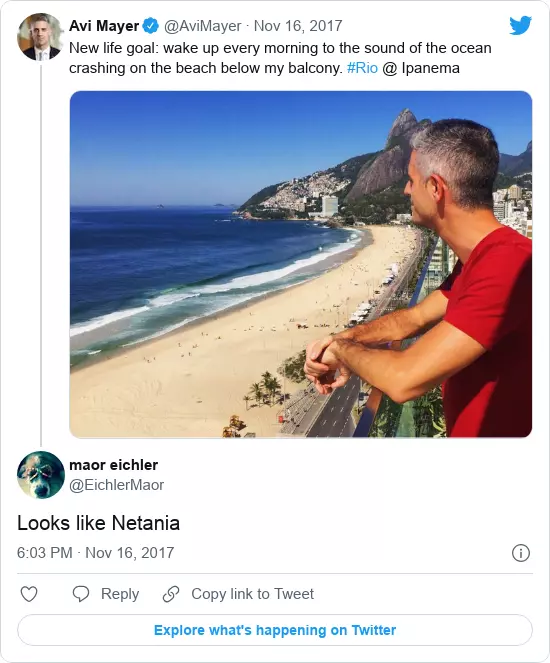 Avi Mayer @AviMayer · Nov 16, 2017
New life goal: wake up every morning to the sound of the ocean
crashing on the beach below my balcony. #Rio @ Ipanema
maor eichler
@EichlerMaor
Looks like Netania
6:03 PM · Nov 16, 2017
Reply
Copy link to Tweet
Explore what's happening on Twitter